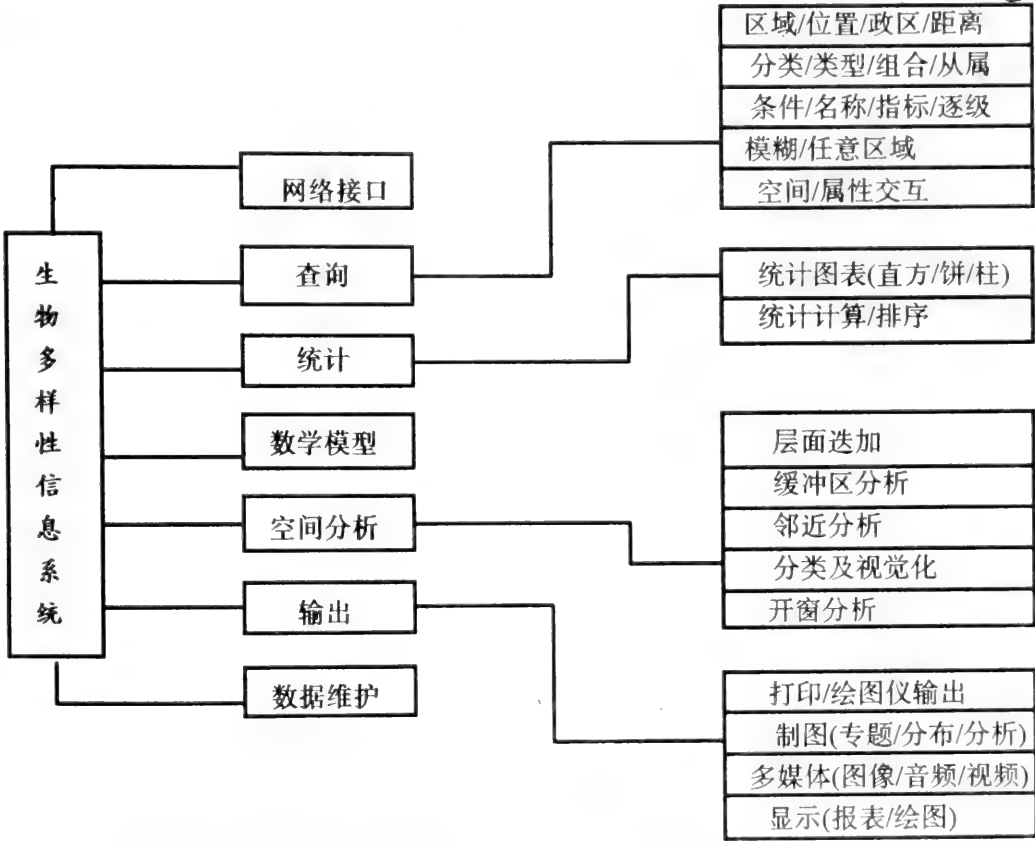 区域/位置/政区/距离
分类/类型/组合/从属
条件/名称/指标/逐级
模糊/任意区域
空间/属性交互
网络接口
查询
统计
数学模型
空间分析
输出
数据维护
生物多样性信息系统
统计图表(直方/饼/柱)
统计计算/排序
层面迭加
缓冲区分析
邻近分析
分类及视觉化
开窗分析
打印/绘图仪输出
制图(专题/分布/分析)
多媒体(图像/音频/视频)
显示(报表/绘图)